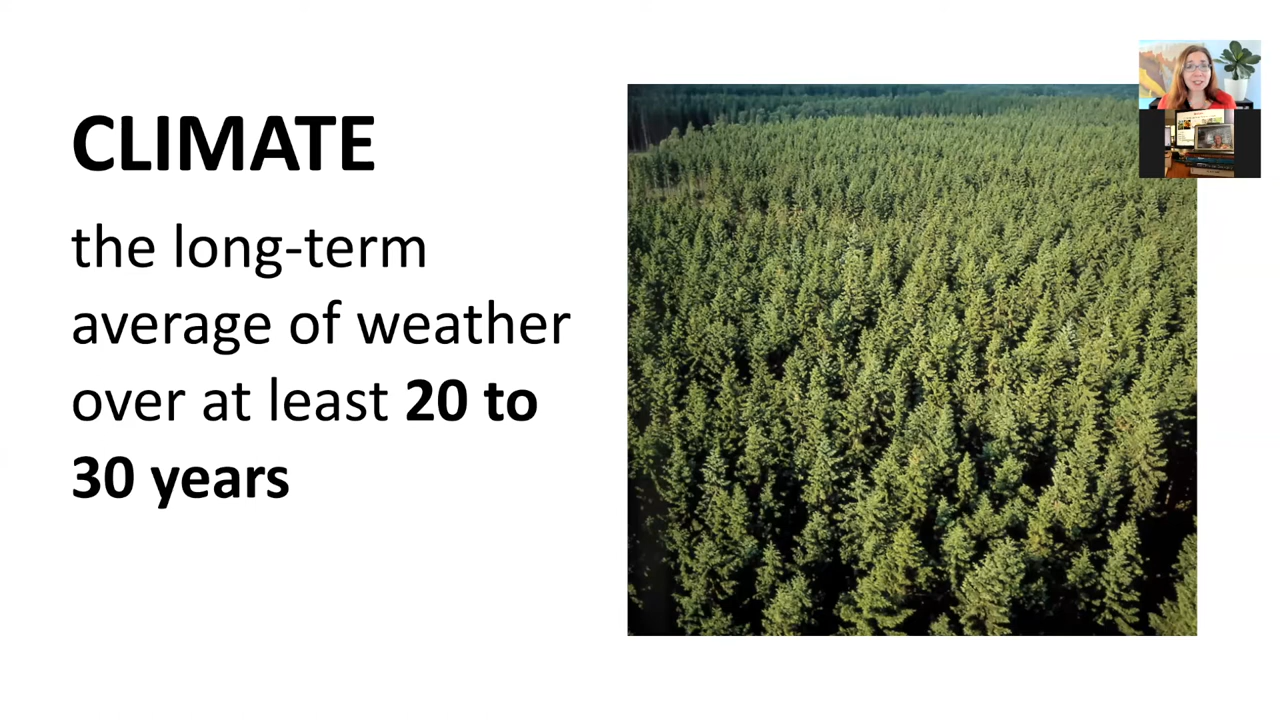 CLIMATE
the long-term
average of weather
over at least 20 to
30 years